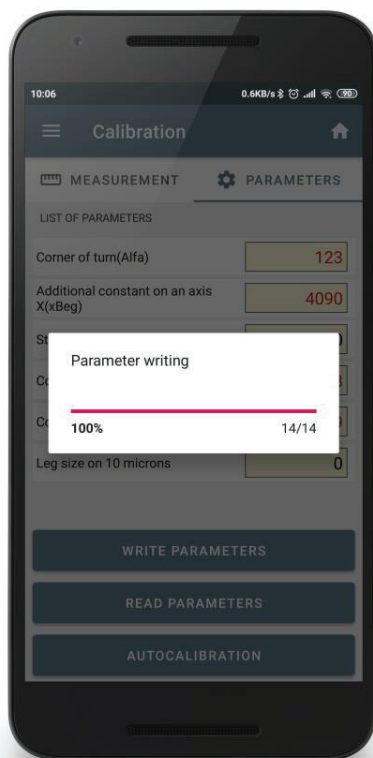 10:06 0.6KB/s 90
Calibration
MEASUREMENT PARAMETERS
LIST OF PARAMETERS
Corner of turn(Alfa) 123
Additional constant on an axis
X(xBeg) 4090
Parameter writing
100% 14/14
Leg size on 10 microns 0
WRITE PARAMETERS
READ PARAMETERS
AUTOCALIBRATION